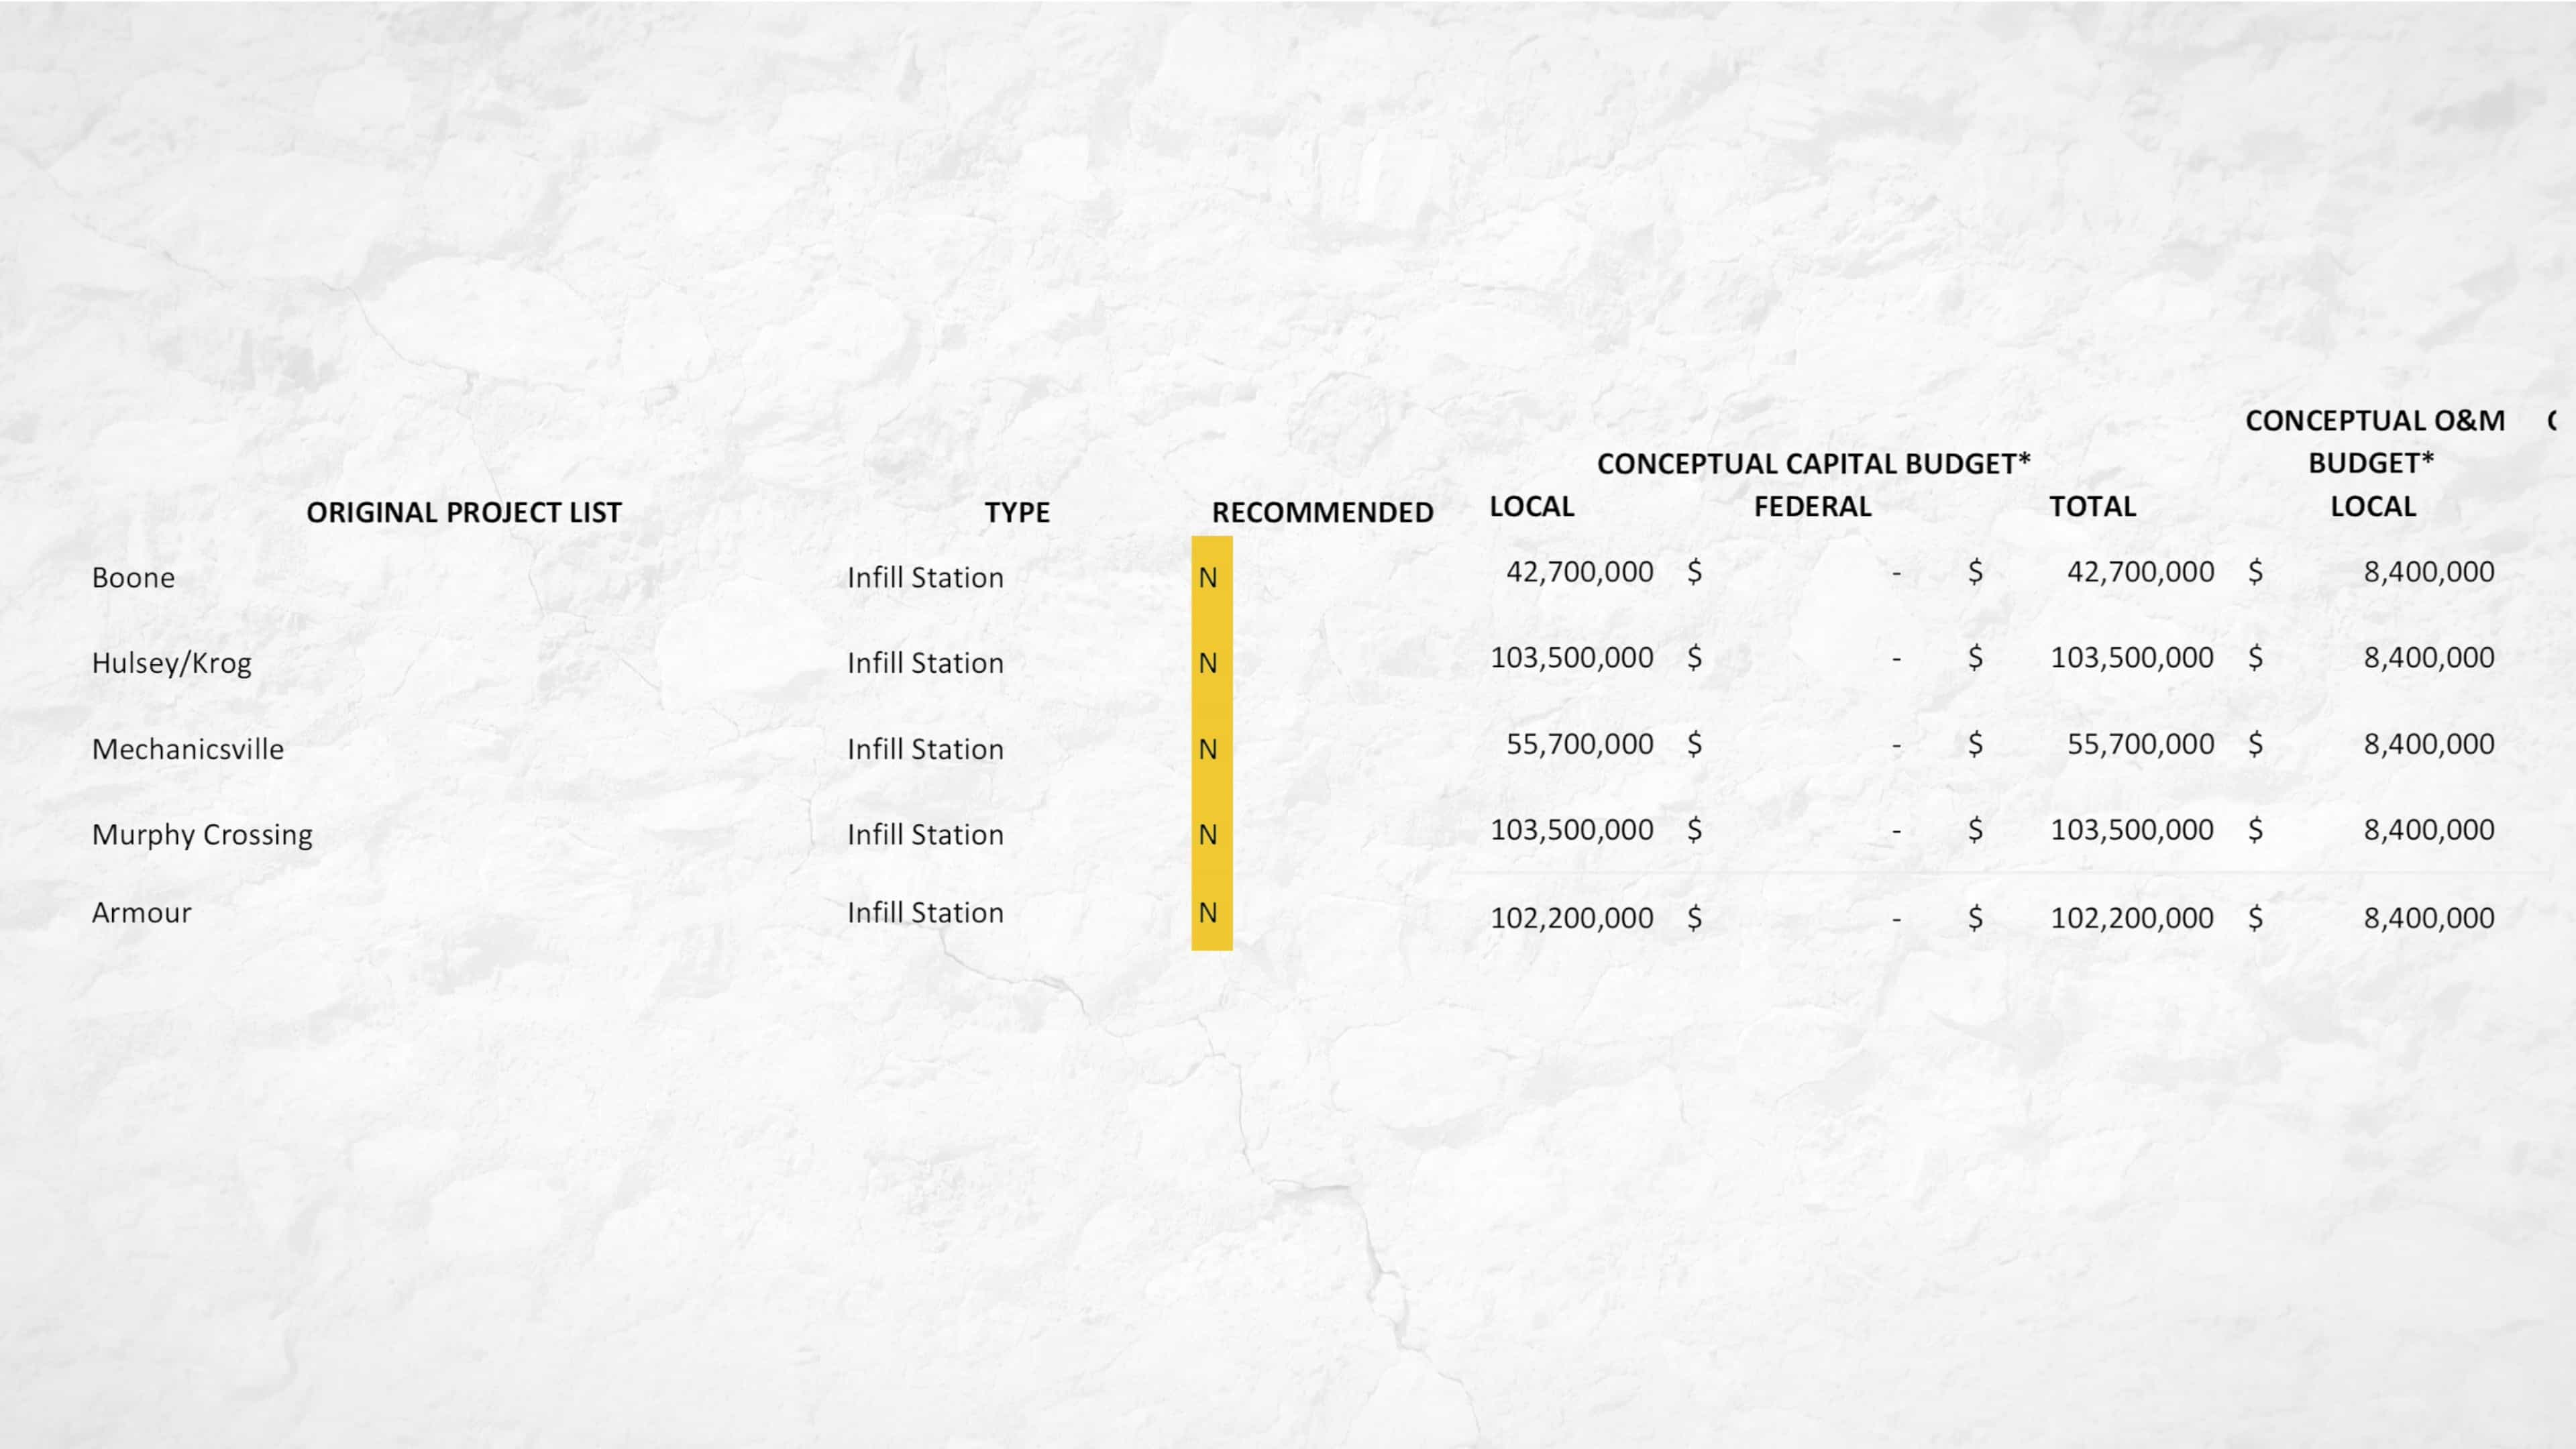 CONCEPTUAL O&M
CONCEPTUAL CAPITAL BUDGET* BUDGET*
ORIGINAL PROJECT LIST TYPE RECOMMENDED LOCAL FEDERAL TOTAL LOCAL
Boone Infill Station N 42,700,000 $ - $ 42,700,000 $ 8,400,000
Hulsey/Krog Infill Station N 103,500,000 $ - $ 103,500,000 $ 8,400,000
Mechanicsville Infill Station N 55,700,000 $ - $ 55,700,000 $ 8,400,000
Murphy Crossing Infill Station N 103,500,000 $ - $ 103,500,000 $ 8,400,000
Armour Infill Station N 102,200,000 $ - $ 102,200,000 $ 8,400,000